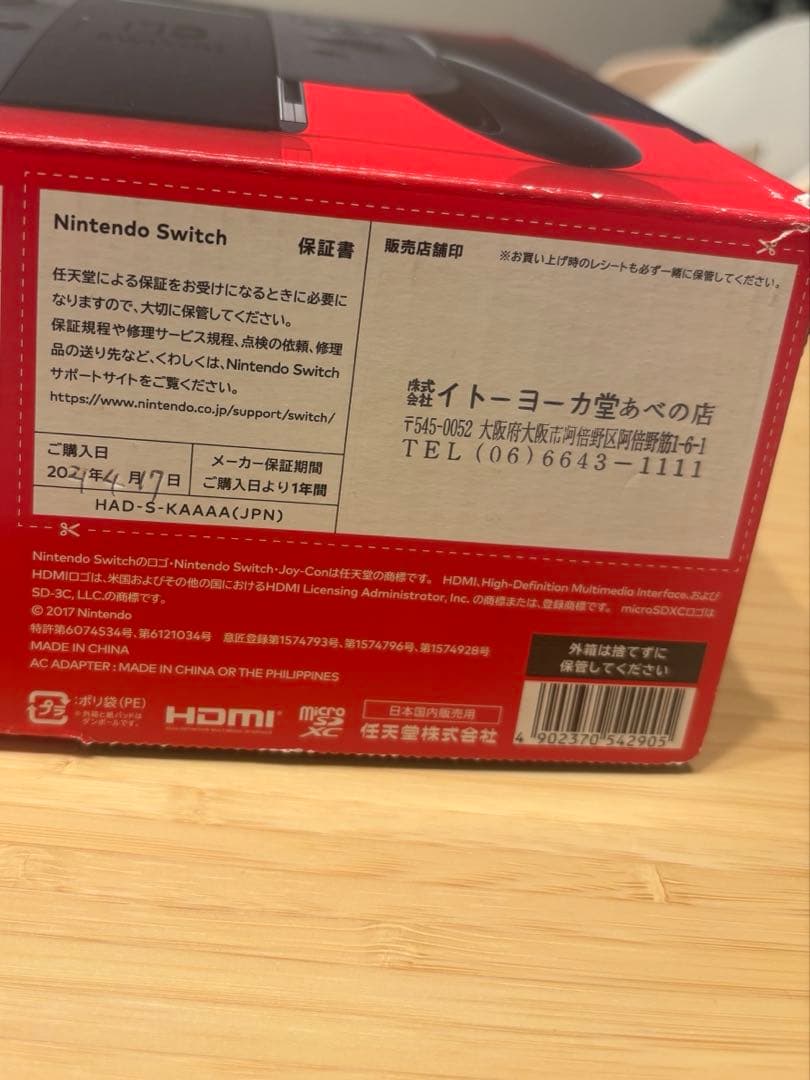 Nintendo Switch
保証書
任天堂による保証をお受けになるときに必要に
なりますので、大切に保管してください。
保証規程や修理サービス規程、点検の依頼、修理
品の送り先など、くわしくは、Nintendo Switch
サポートサイトをご覧ください。
https://www.nintendo.co.jp/support/switch/
ご購入日
年4月17日
メーカー保証期間
ご購入日より1年間
HAD-S-KAAAA(JPN)
販売店舗印
※お買い上げ時のレシートも必ず一緒に保管してください。
株式会社イトーヨーカ堂あべの店
〒545-0052 大阪府大阪市阿倍野区阿倍野筋1-6-1
TEL(06)6643-1111
Nintendo Switchのロゴ・Nintendo Switch・Joy-Conは任天堂の商標です。 HDMI、High-Definition Multimedia Interface、および
HDMIロゴは、米国およびその他の国におけるHDMI Licensing Administrator, Inc. の商標または、登録商標です。 microSDXCロゴは
SD-3C, LLC.の商標です。
© 2017 Nintendo
特許第6074534号、第6121034号 意匠登録第1574793号、第1574796号、第1574928号
MADE IN CHINA
AC ADAPTER : MADE IN CHINA OR THE PHILIPPINES
外箱は捨てずに
保管してください
プラ
:ポリ袋(PE)
※外箱と紙パッドは
ダンボールです。
HDMI
micro
SD
XC
日本国内販売用
任天堂株式会社
4 902370 542905